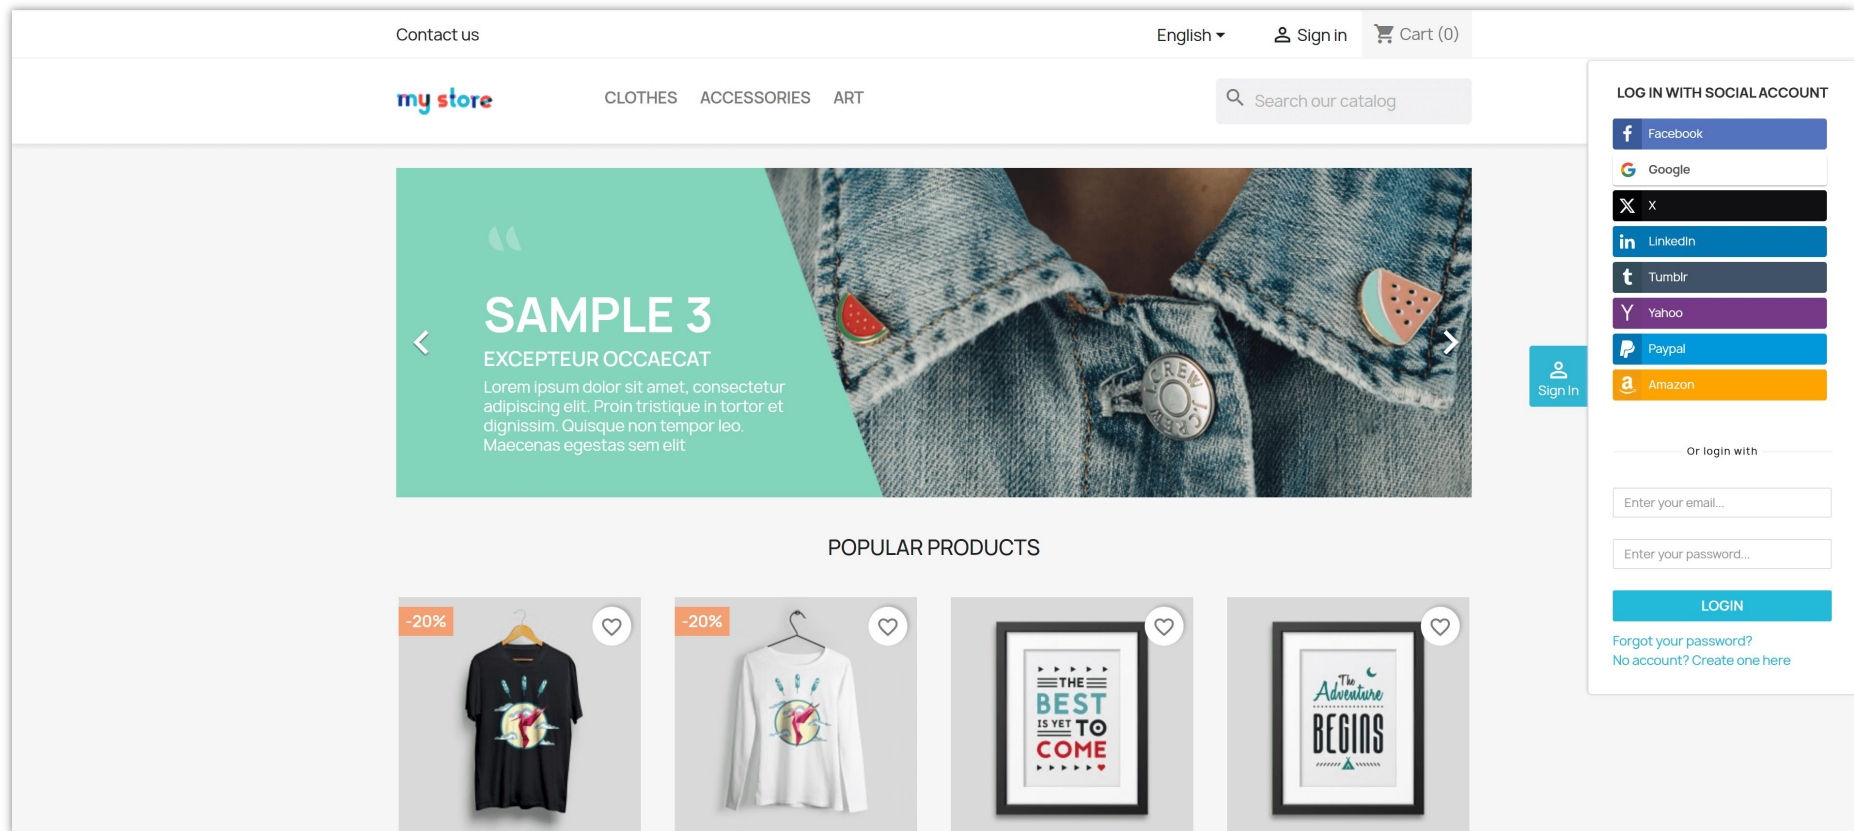 Contact us
English
Sign in
Cart (0)
my store
CLOTHES ACCESSORIES ART
Search our catalog
“
SAMPLE 3
EXCEPTEUR OCCAECAT
Lorem ipsum dolor sit amet, consectetur
adipiscing elit. Proin tristique in tortor et
dignissim. Quisque non tempor leo.
Maecenas egestas sem elit
CREW
J.CREW
Sign In
LOG IN WITH SOCIAL ACCOUNT
Facebook
Google
X
LinkedIn
Tumblr
Yahoo
Paypal
Amazon
Or login with
Enter your email...
Enter your password...
LOGIN
Forgot your password?
No account? Create one here
POPULAR PRODUCTS
-20%
-20%
THE
BEST
IS YET TO
COME
The
Adventure
BEGINS